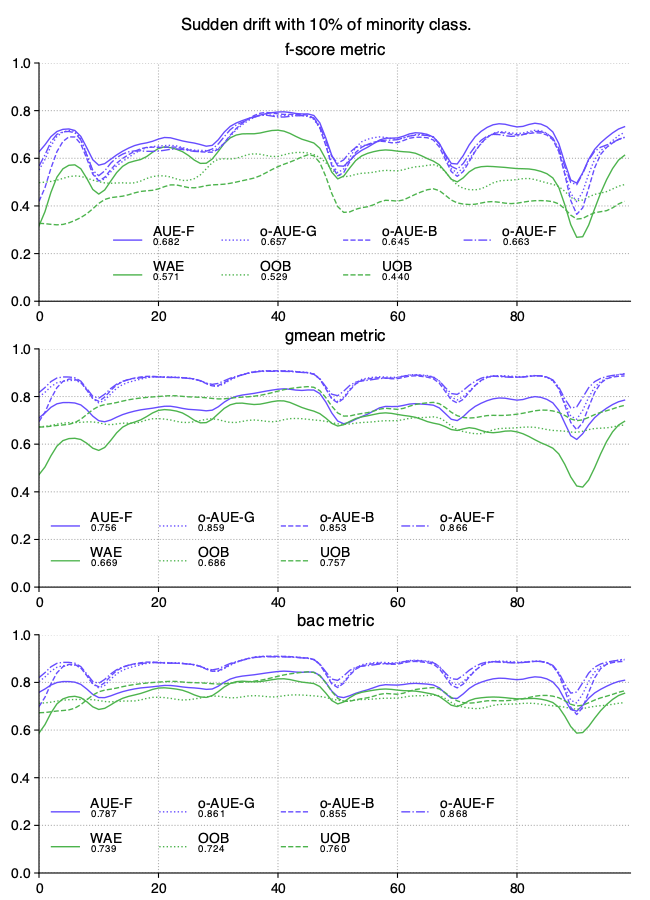 Sudden drift with 10% of minority class.
f-score metric
1.0
0.8
0.6
0.4
AUE-F o-AUE-G o-AUE-B o-AUE-F
0.682 0.657 0.645 0.663
0.2
WAE OOB UOB
0.571 0.529 0.440
0.0
0 20 40 60 80
gmean metric
1.0
0.8
0.6
0.4
AUE-F o-AUE-G o-AUE-B o-AUE-F
0.756 0.859 0.853 0.866
0.2
WAE OOB UOB
0.669 0.686 0.757
0.0
0 20 40 60 80
bac metric
1.0
0.8
0.6
0.4
AUE-F o-AUE-G o-AUE-B o-AUE-F
0.787 0.861 0.855 0.868
0.2
WAE OOB UOB
0.739 0.724 0.760
0.0
0 20 40 60 80